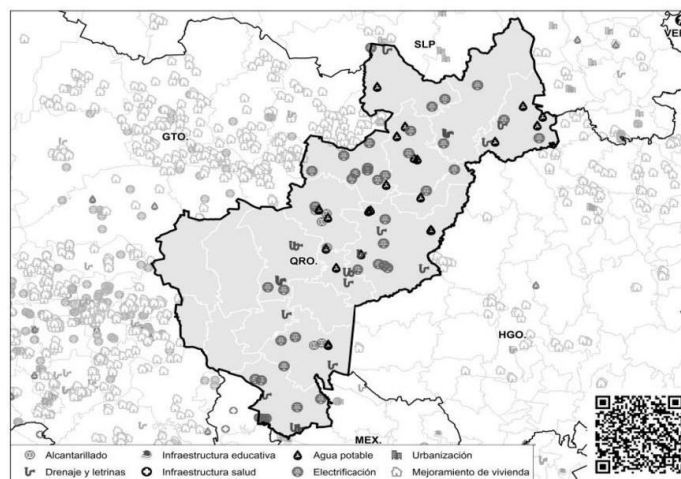 SLP
VER
GTO.
QRO.
HGO.
MEX.
Alcantarillado Infraestructura educativa Agua potable Urbanización
Drenaje y letrinas Infraestructura salud Electrificación Mejoramiento de vivienda